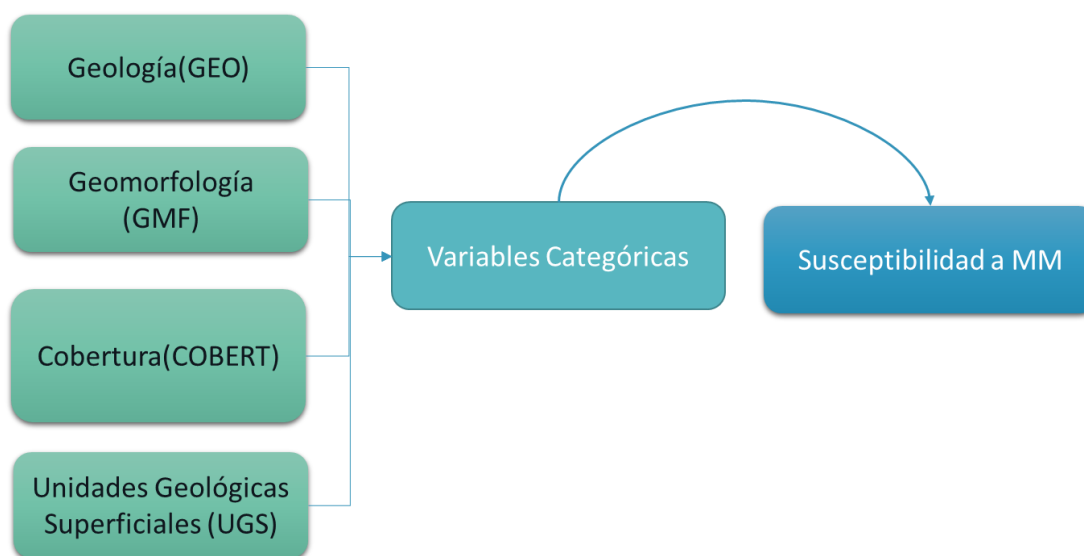 Geología(GEO)
Geomorfología
(GMF)
Cobertura(COBERT)
Unidades Geológicas
Superficiales (UGS)
Variables Categóricas
Susceptibilidad a MM